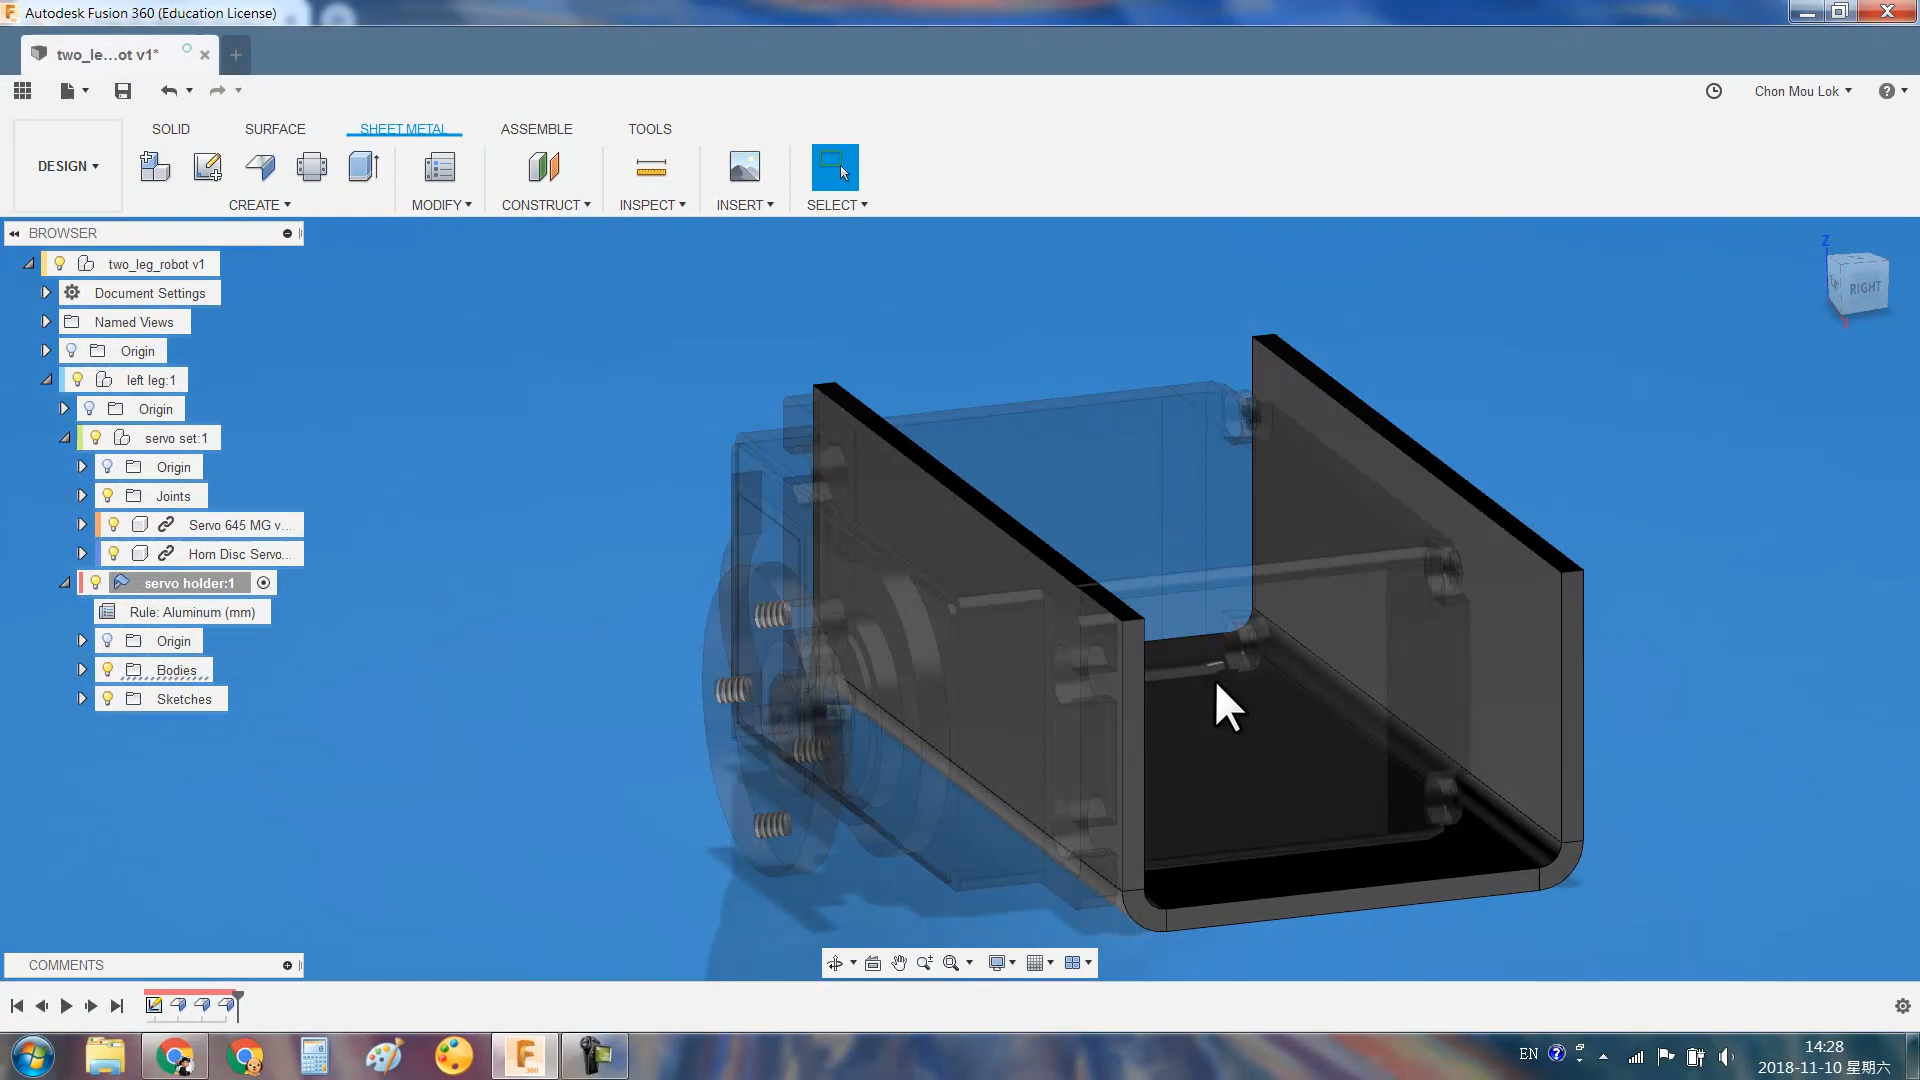 Autodesk Fusion 360 (Education License)
two_le...ot v1*
Chon Mou Lok
DESIGN
SOLID
SURFACE
SHEET METAL
ASSEMBLE
TOOLS
CREATE
MODIFY
CONSTRUCT
INSPECT
INSERT
SELECT
BROWSER
two_leg_robot v1
Document Settings
Named Views
Origin
left leg:1
Origin
servo set:1
Origin
Joints
Servo 645 MG v...
Horn Disc Servo...
servo holder:1
Rule: Aluminum (mm)
Origin
Bodies
Sketches
Z
RIGHT
COMMENTS
EN
14:28
2018-11-10 星期六